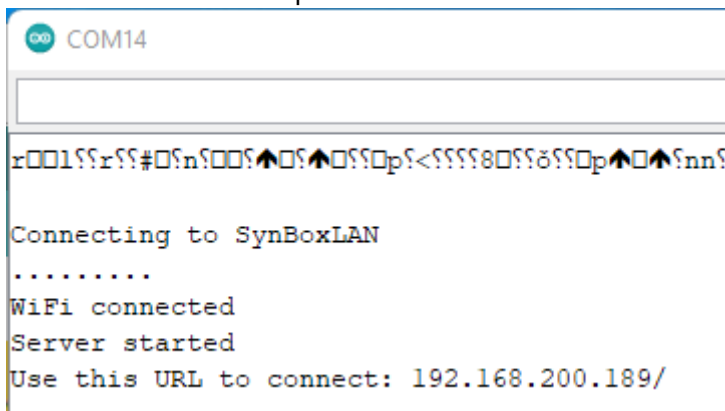 COM14
Connecting to SynBoxLAN
.........
WiFi connected
Server started
Use this URL to connect: 192.168.200.189/